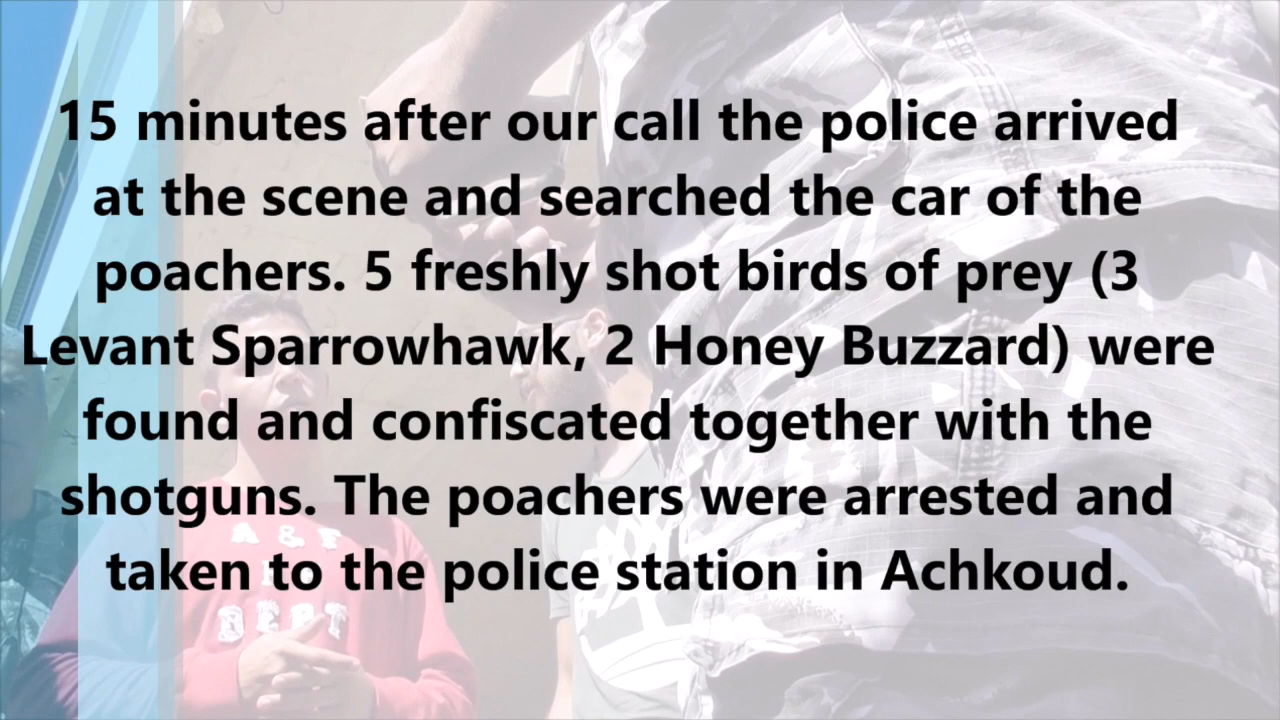 15 minutes after our call the police arrived
at the scene and searched the car of the
poachers. 5 freshly shot birds of prey (3
Levant Sparrowhawk, 2 Honey Buzzard) were
found and confiscated together with the
shotguns. The poachers were arrested and
taken to the police station in Achkoud.
A & F
DEPT